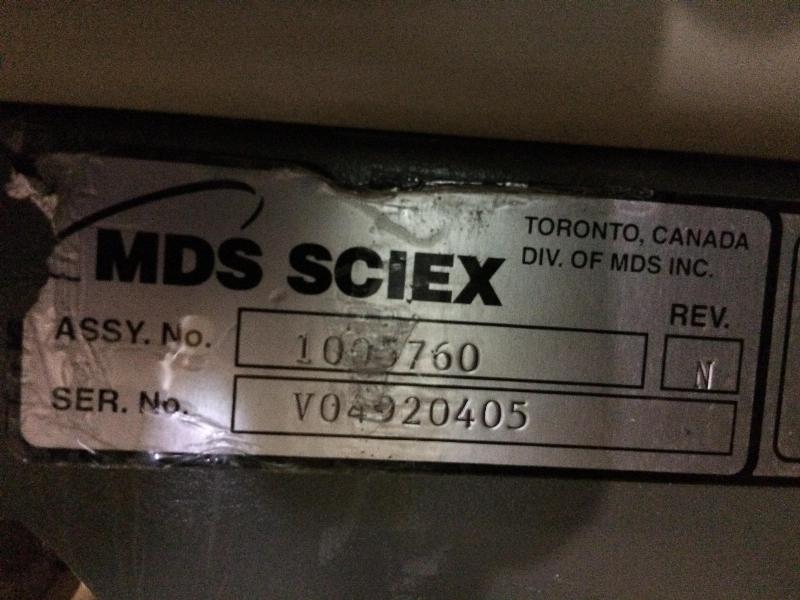 MDS SCIEX
TORONTO, CANADA
DIV. OF MDS INC.
ASSY. No. 1005760
REV. N
SER. No. V04920405